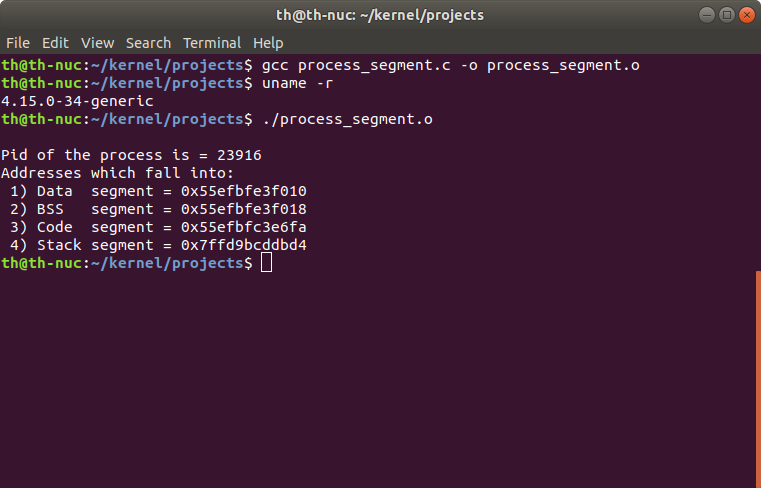 th@th-nuc: ~/kernel/projects
File Edit View Search Terminal Help
th@th-nuc:~/kernel/projects$ gcc process_segment.c -o process_segment.o
th@th-nuc:~/kernel/projects$ uname -r
4.15.0-34-generic
th@th-nuc:~/kernel/projects$ ./process_segment.o
Pid of the process is = 23916
Addresses which fall into:
1) Data  segment = 0x55efbfe3f010
2) BSS   segment = 0x55efbfe3f018
3) Code  segment = 0x55efbfc3e6fa
4) Stack segment = 0x7ffd9bcddbd4
th@th-nuc:~/kernel/projects$